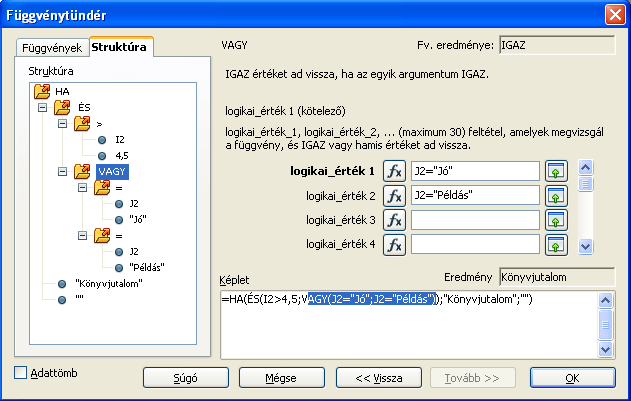 Függvénytündér
Függvények
Struktúra
Struktúra
HA
ÉS
>
I2
4,5
VAGY
=
J2
"Jó"
=
J2
"Példás"
"Könyvjutalom"
""
VAGY
Fv. eredménye:
IGAZ
IGAZ értéket ad vissza, ha az egyik argumentum IGAZ.
logikai_érték 1 (kötelező)
logikai_érték_1, logikai_érték_2, ... (maximum 30) feltétel, amelyek megvizsgál
a függvény, és IGAZ vagy hamis értéket ad vissza.
logikai_érték 1
fx
J2="Jó"
logikai_érték 2
fx
J2="Példás"
logikai_érték 3
fx
logikai_érték 4
fx
Képlet
Eredmény
Könyvjutalom
=HA(ÉS(I2>4,5;VAGY(J2="Jó";J2="Példás"));"Könyvjutalom";"")
Adattömb
Súgó
Mégse
<< Vissza
Tovább >>
OK